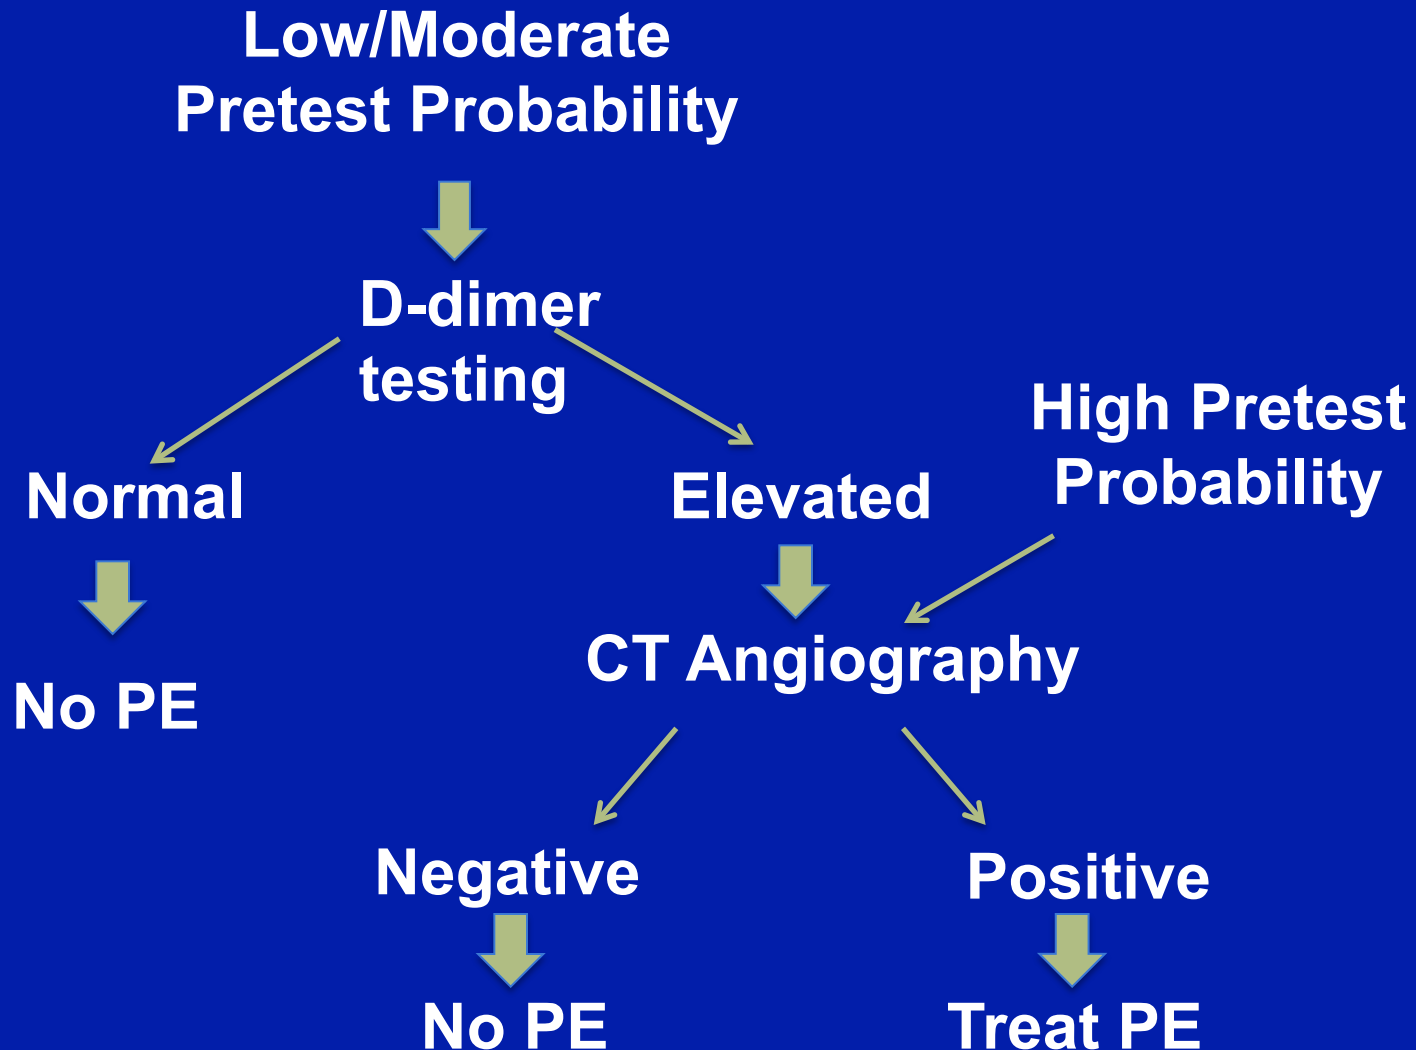 Low/Moderate
Pretest Probability
D-dimer
testing
High Pretest
Probability
Normal
Elevated
CT Angiography
No PE
Negative
Positive
No PE
Treat PE